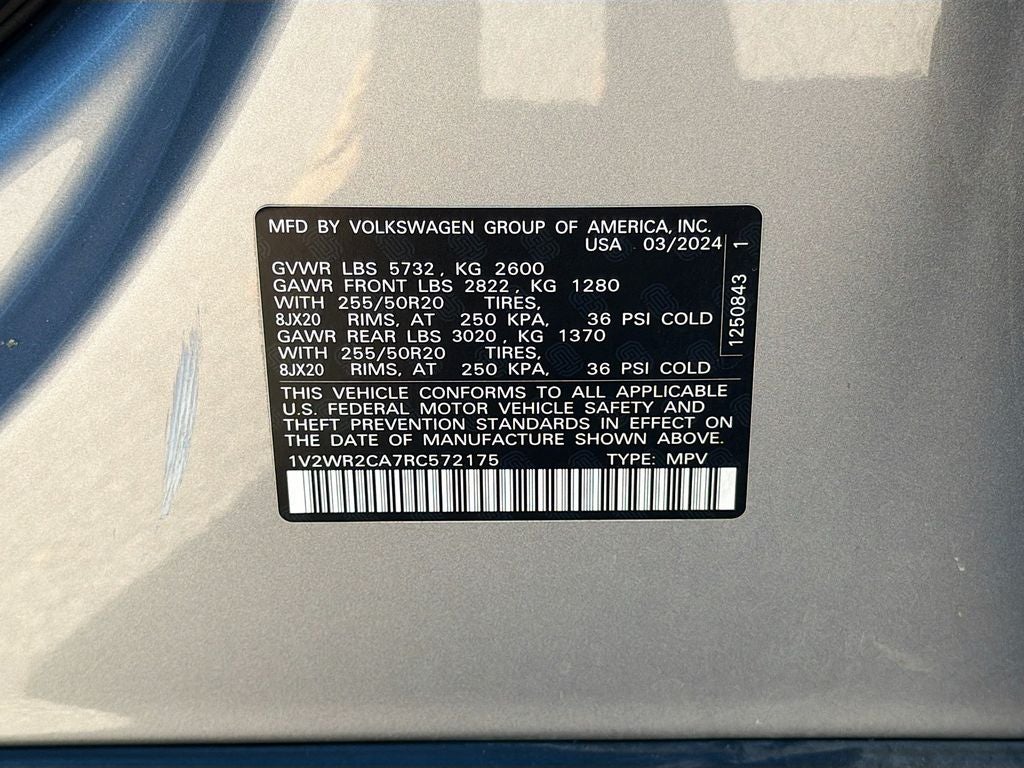 MFD BY VOLKSWAGEN GROUP OF AMERICA, INC.
USA 03/2024
1250843 1
GVWR LBS 5732, KG 2600
GAWR FRONT LBS 2822, KG 1280
WITH 255/50R20 TIRES,
8JX20 RIMS, AT 250 KPA, 36 PSI COLD
GAWR REAR LBS 3020, KG 1370
WITH 255/50R20 TIRES,
8JX20 RIMS, AT 250 KPA, 36 PSI COLD
THIS VEHICLE CONFORMS TO ALL APPLICABLE
U.S. FEDERAL MOTOR VEHICLE SAFETY AND
THEFT PREVENTION STANDARDS IN EFFECT ON
THE DATE OF MANUFACTURE SHOWN ABOVE.
1V2WR2CA7RC572175 TYPE: MPV